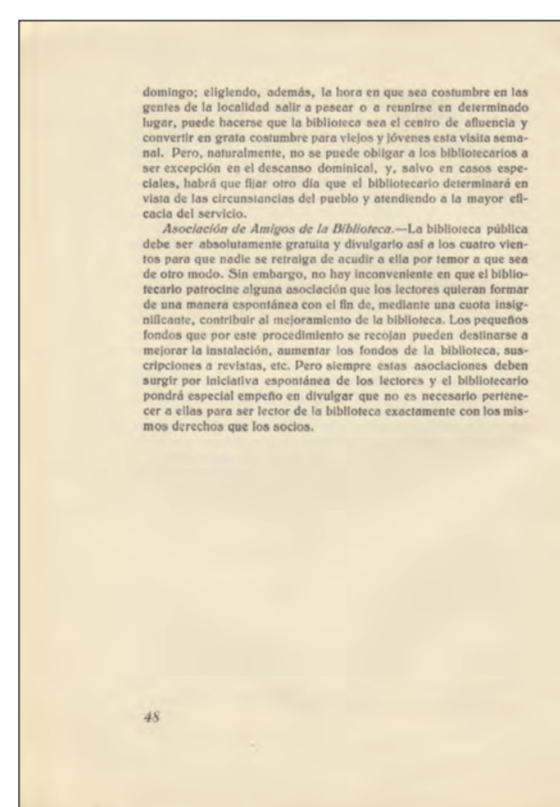 domingo; eligiendo, además, la hora en que sea costumbre en las
gentes de la localidad salir a pasear o a reunirse en determinado
lugar, puede hacerse que la biblioteca sea el centro de afluencia y
convertir en grata costumbre para viejos y jóvenes esta visita sema-
nal. Pero, naturalmente, no se puede obligar a los bibliotecarios a
ser excepción en el descanso dominical, y, salvo en casos espe-
ciales, habrá que fijar otro día que el bibliotecario determinará en
vista de las circunstancias del pueblo y atendiendo a la mayor efi-
cacia del servicio.
Asociación de Amigos de la Biblioteca.—La biblioteca pública
debe ser absolutamente gratuita y divulgarlo así a los cuatro vien-
tos para que nadie se retraiga de acudir a ella por temor a que sea
de otro modo. Sin embargo, no hay inconveniente en que el biblio-
tecario patrocine alguna asociación que los lectores quieran formar
de una manera espontánea con el fin de, mediante una cuota insig-
nificante, contribuir al mejoramiento de la biblioteca. Los pequeños
fondos que por este procedimiento se recojan pueden destinarse a
mejorar la instalación, aumentar los fondos de la biblioteca, sus-
cripciones a revistas, etc. Pero siempre estas asociaciones deben
surgir por iniciativa espontánea de los lectores y el bibliotecario
pondrá especial empeño en divulgar que no es necesario pertene-
cer a ellas para ser lector de la biblioteca exactamente con los mis-
mos derechos que los socios.
48